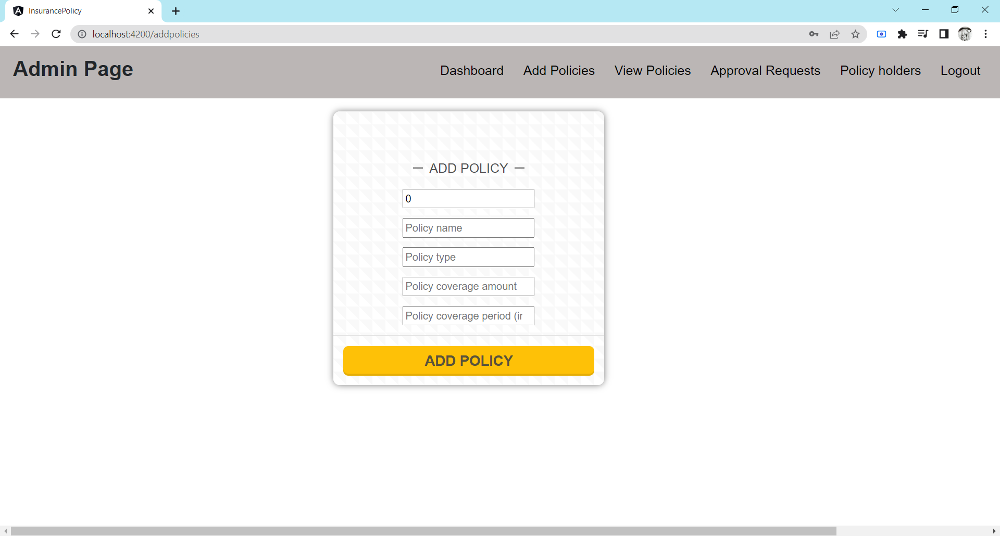 InsurancePolicy
localhost:4200/addpolicies
Admin Page
Dashboard Add Policies View Policies Approval Requests Policy holders Logout
ADD POLICY
0
Policy name
Policy type
Policy coverage amount
Policy coverage period (in
ADD POLICY